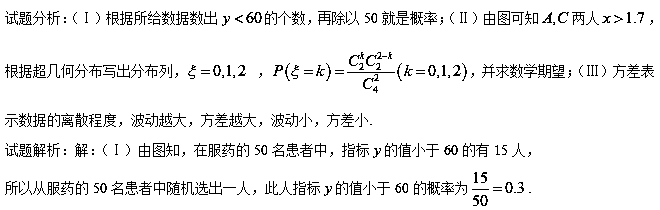 试题分析:(Ⅰ)根据所给数据数出 y<60 的个数，再除以 50 就是概率;(Ⅱ)由图可知 A,C 两人 x>1.7，
根据超几何分布写出分布列，ξ=0,1,2 ，P(ξ=k)=\frac{C_2^k C_2^{2-k}}{C_4^2}(k=0,1,2)，并求数学期望;(Ⅲ)方差表
示数据的离散程度，波动越大，方差越大，波动小，方差小.
试题解析:解:(Ⅰ)由图知，在服药的 50 名患者中，指标 y 的值小于 60 的有 15 人，
所以从服药的 50 名患者中随机选出一人，此人指标 y 的值小于 60 的概率为 \frac{15}{50}=0.3.